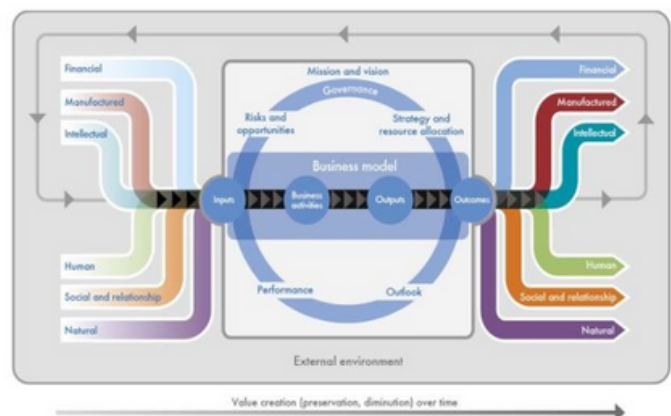 Financial
Manufactured
Intellectual
Human
Social and relationship
Natural
Mission and vision
Governance
Risks and
opportunities
Strategy and
resource allocation
Business model
Inputs
Business
activities
Outputs
Outcomes
Performance
Outlook
Financial
Manufactured
Intellectual
Human
Social and relationship
Natural
External environment
Value creation (preservation, diminution) over time